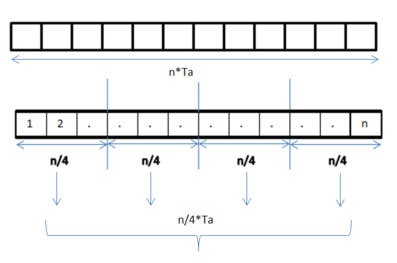 n*Ta
1 2 . . . . . . . . . n
n/4 n/4 n/4 n/4
n/4*Ta